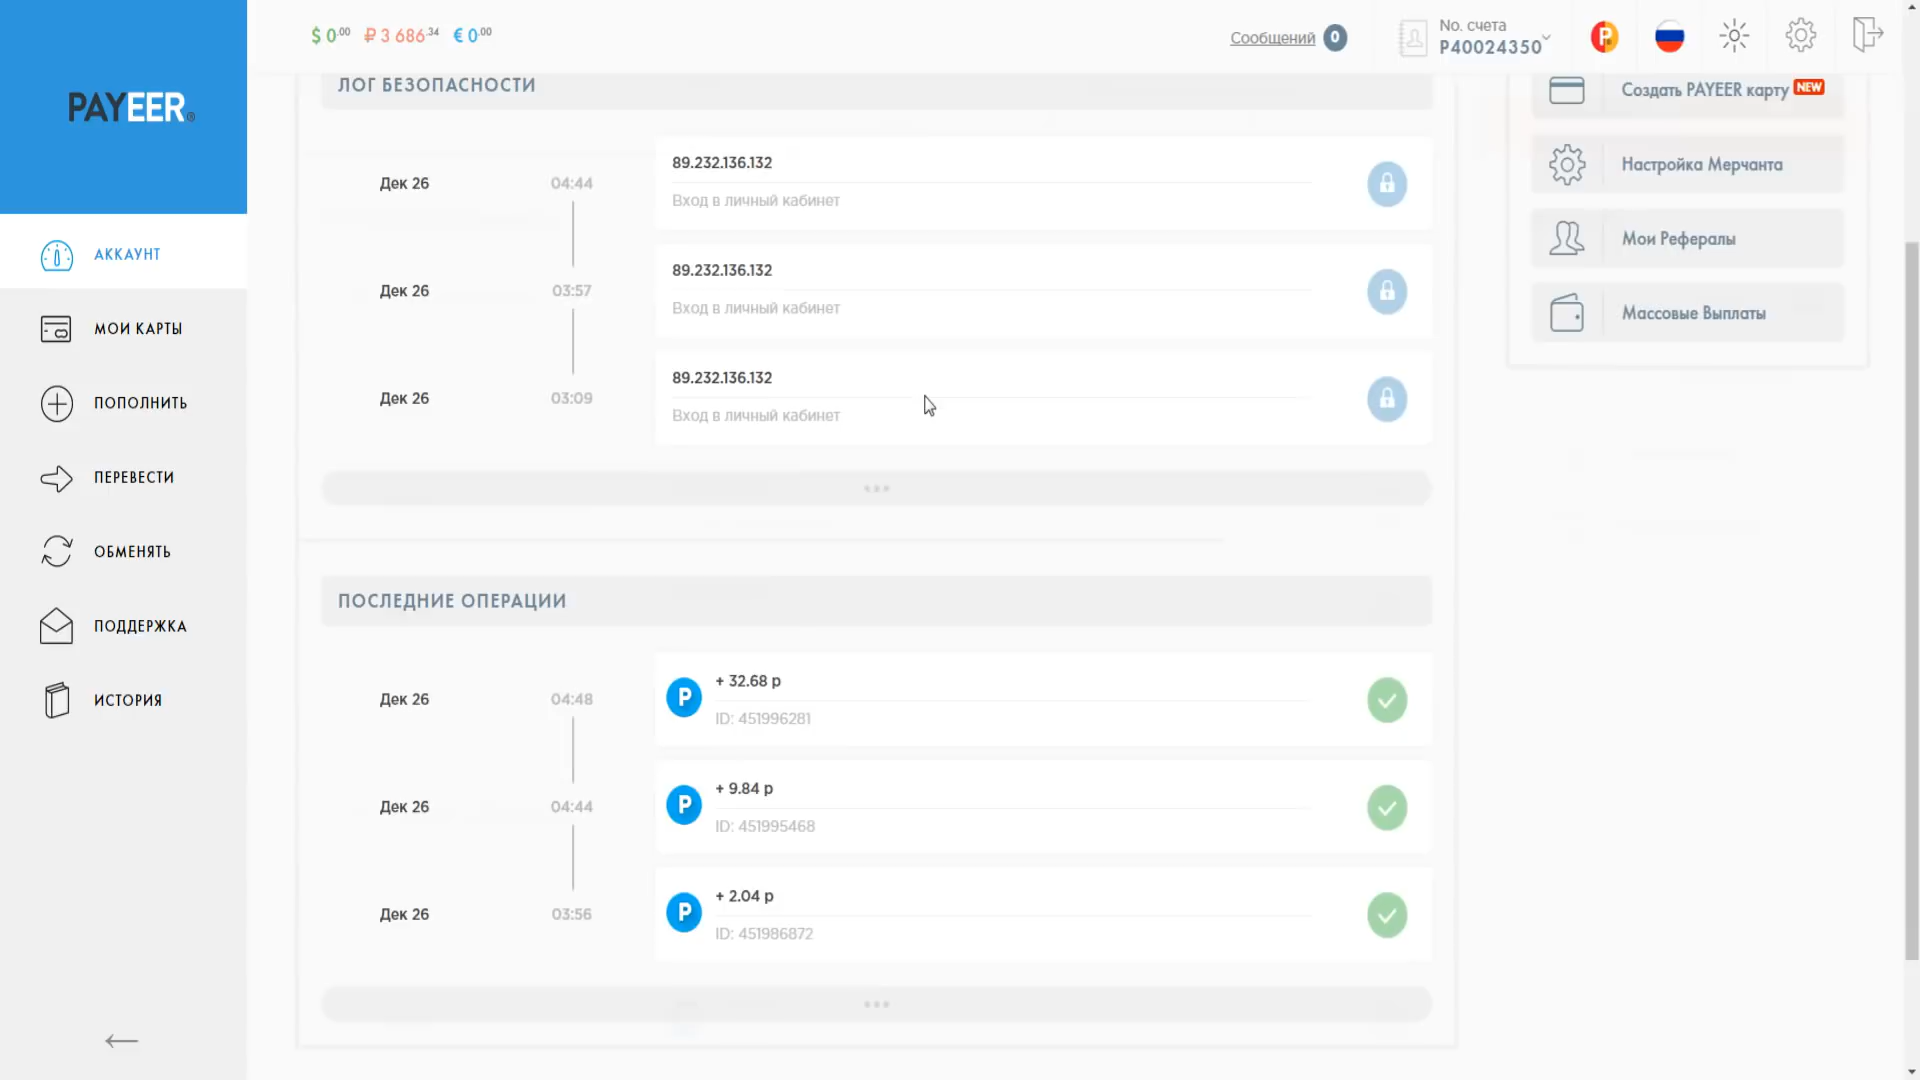 $ 0.00 ₽ 3 686.34 € 0.00
Сообщений 0
No. счета
P40024350
PAYEER®
АККАУНТ
МОИ КАРТЫ
ПОПОЛНИТЬ
ПЕРЕВЕСТИ
ОБМЕНЯТЬ
ПОДДЕРЖКА
ИСТОРИЯ
ЛОГ БЕЗОПАСНОСТИ
Дек 26 04:44 89.232.136.132
Вход в личный кабинет
Дек 26 03:57 89.232.136.132
Вход в личный кабинет
Дек 26 03:09 89.232.136.132
Вход в личный кабинет
ПОСЛЕДНИЕ ОПЕРАЦИИ
Дек 26 04:48 P + 32.68 р
ID: 451996281
Дек 26 04:44 P + 9.84 р
ID: 451995468
Дек 26 03:56 P + 2.04 р
ID: 451986872
Создать PAYEER карту NEW
Настройка Мерчанта
Мои Рефералы
Массовые Выплаты